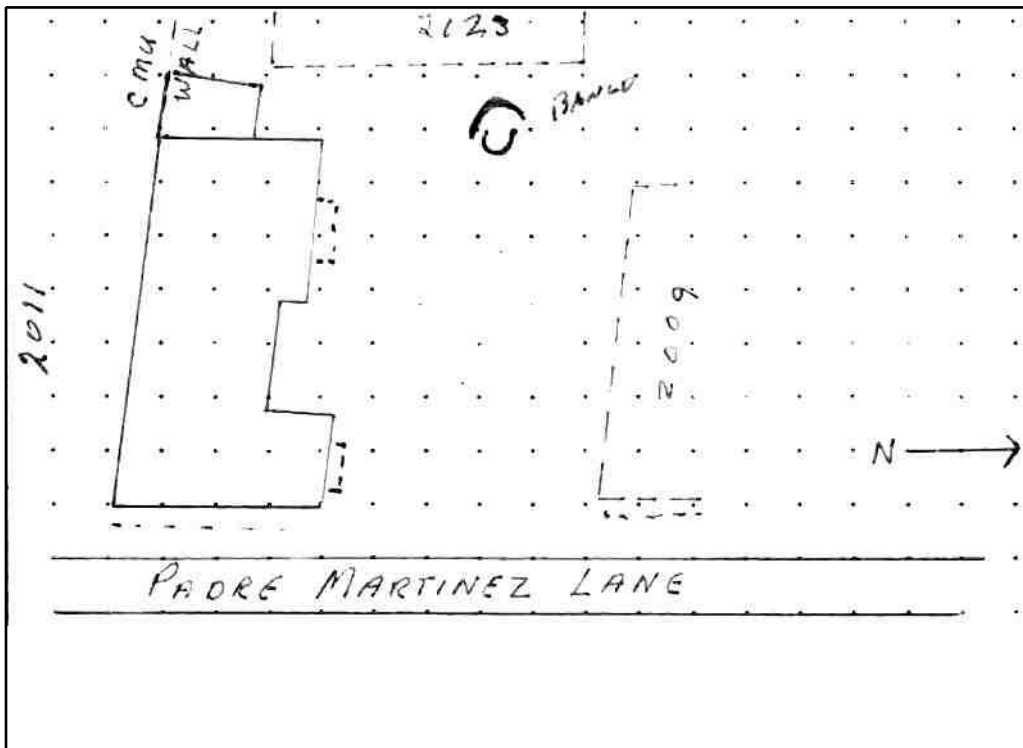 2123
CMU
WALL
BANCO
2011
2009
N
PADRE MARTINEZ LANE